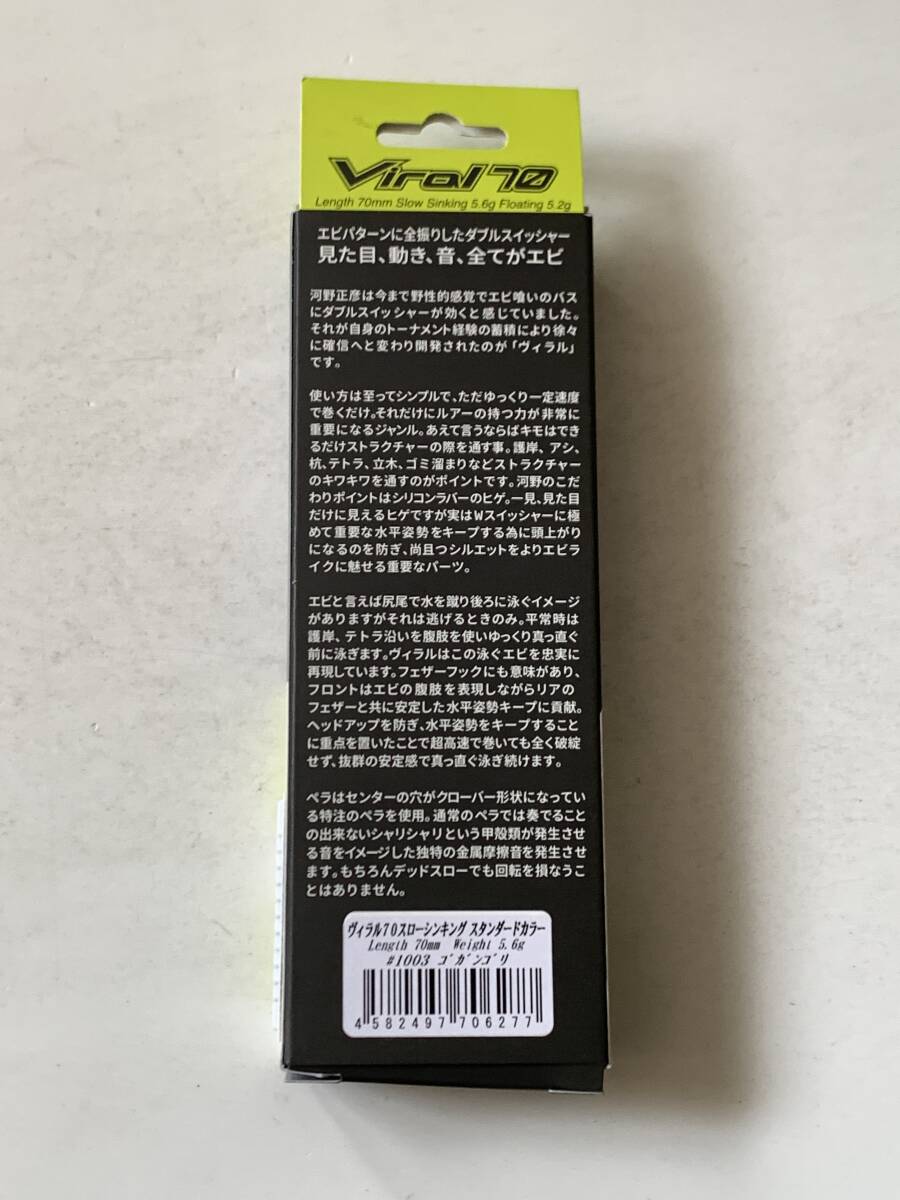 Viral 70
Length 70mm Slow Sinking 5.6g Floating 5.2g
エビパターンに全振りしたダブルスイッシャー
見た目、動き、音、全てがエビ
河野正彦は今まで野性的感覚でエビ喰いのバス
にダブルスイッシャーが効くと感じていました。
それが自身のトーナメント経験の蓄積により徐々
に確信へと変わり開発されたのが「ヴィラル」
です。
使い方は至ってシンプルで、ただゆっくり一定速度
で巻くだけ。それだけにルアーの持つ力が非常に
重要になるジャンル。あえて言うならばキモはでき
るだけストラクチャーの際を通す事。護岸、アシ、
杭、テトラ、立木、ゴミ溜まりなどストラクチャー
のキワキワを通すのがポイントです。河野のこだ
わりポイントはシリコンラバーのヒゲ。一見、見た目
だけに見えるヒゲですが実はWスイッシャーに極
めて重要な水平姿勢をキープする為に頭上がり
になるのを防ぎ、尚且つシルエットをよりエビラ
イクに魅せる重要なパーツ。
エビと言えば尻尾で水を蹴り後ろに泳ぐイメージ
がありますがそれは逃げるときのみ。平常時は
護岸、テトラ沿いを腹肢を使いゆっくり真っ直ぐ
前に泳ぎます。ヴィラルはこの泳ぐエビを忠実に
再現しています。フェザーフックにも意味があり、
フロントはエビの腹肢を表現しながらリアの
フェザーと共に安定した水平姿勢キープに貢献。
ヘッドアップを防ぎ、水平姿勢をキープすること
に重点を置いたことで超高速で巻いても全く破綻
せず、抜群の安定感で真っ直ぐ泳ぎ続けます。
ペラはセンターの穴がクローバー形状になってい
る特注のペラを使用。通常のペラでは奏でること
の出来ないシャリシャリという甲殻類が発生させ
る音をイメージした独特の金属摩擦音を発生させ
ます。もちろんデッドスローでも回転を損なうこ
とはありません。
ヴィラル70スローシンキング スタンダードカラー
Length 70mm Weight 5.6g
#1003 ｺﾞｶﾞﾝｺﾞﾘ
4 582497 706277